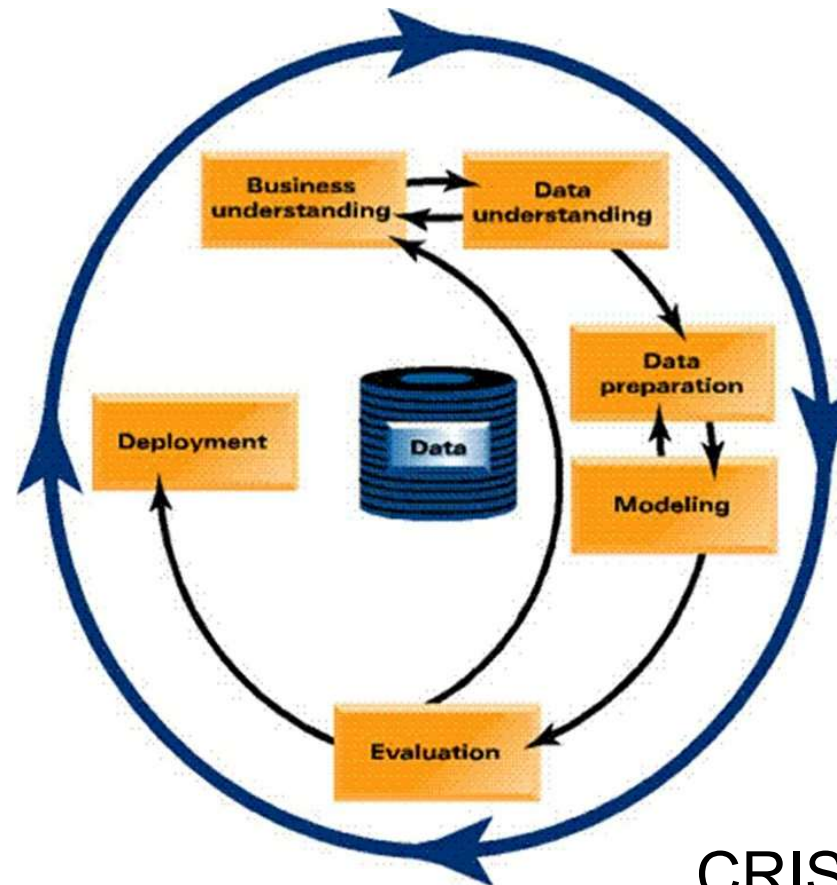 Business
understanding
Data
understanding
Data
preparation
Deployment
Data
Modeling
Evaluation
CRIS